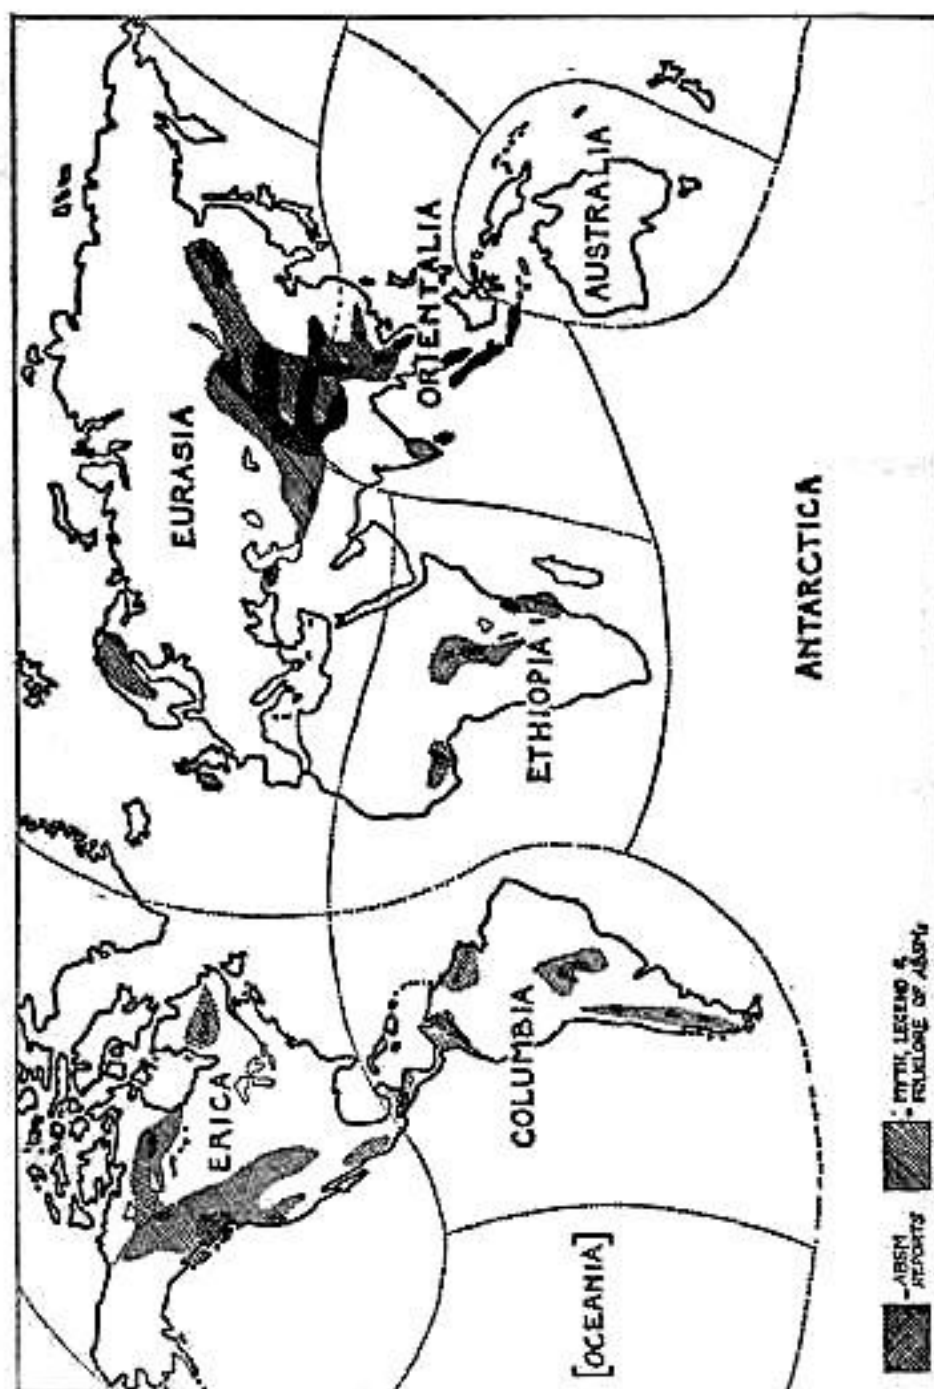 ERICA
EURASIA
[OCEANIA]
COLUMBIA
ETHIOPIA
ORIENTALIA
AUSTRALIA
ANTARCTICA
-ABSM
REPORTS
-MYTH, LEGEND &
FOLKLORE OF ABSMs